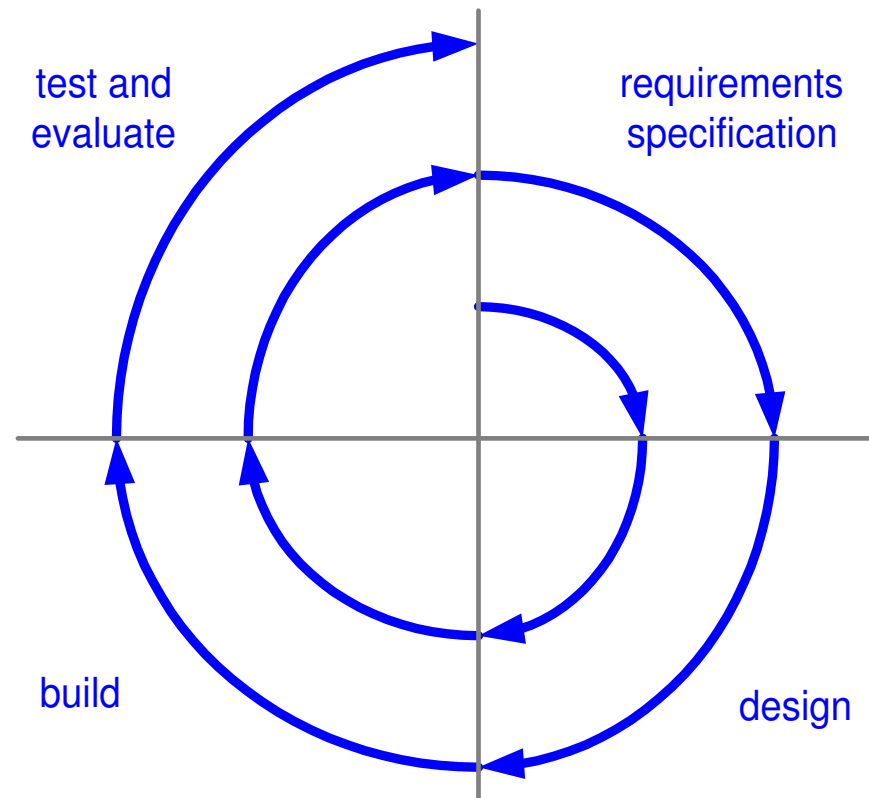 test and
evaluate
requirements
specification
build
design